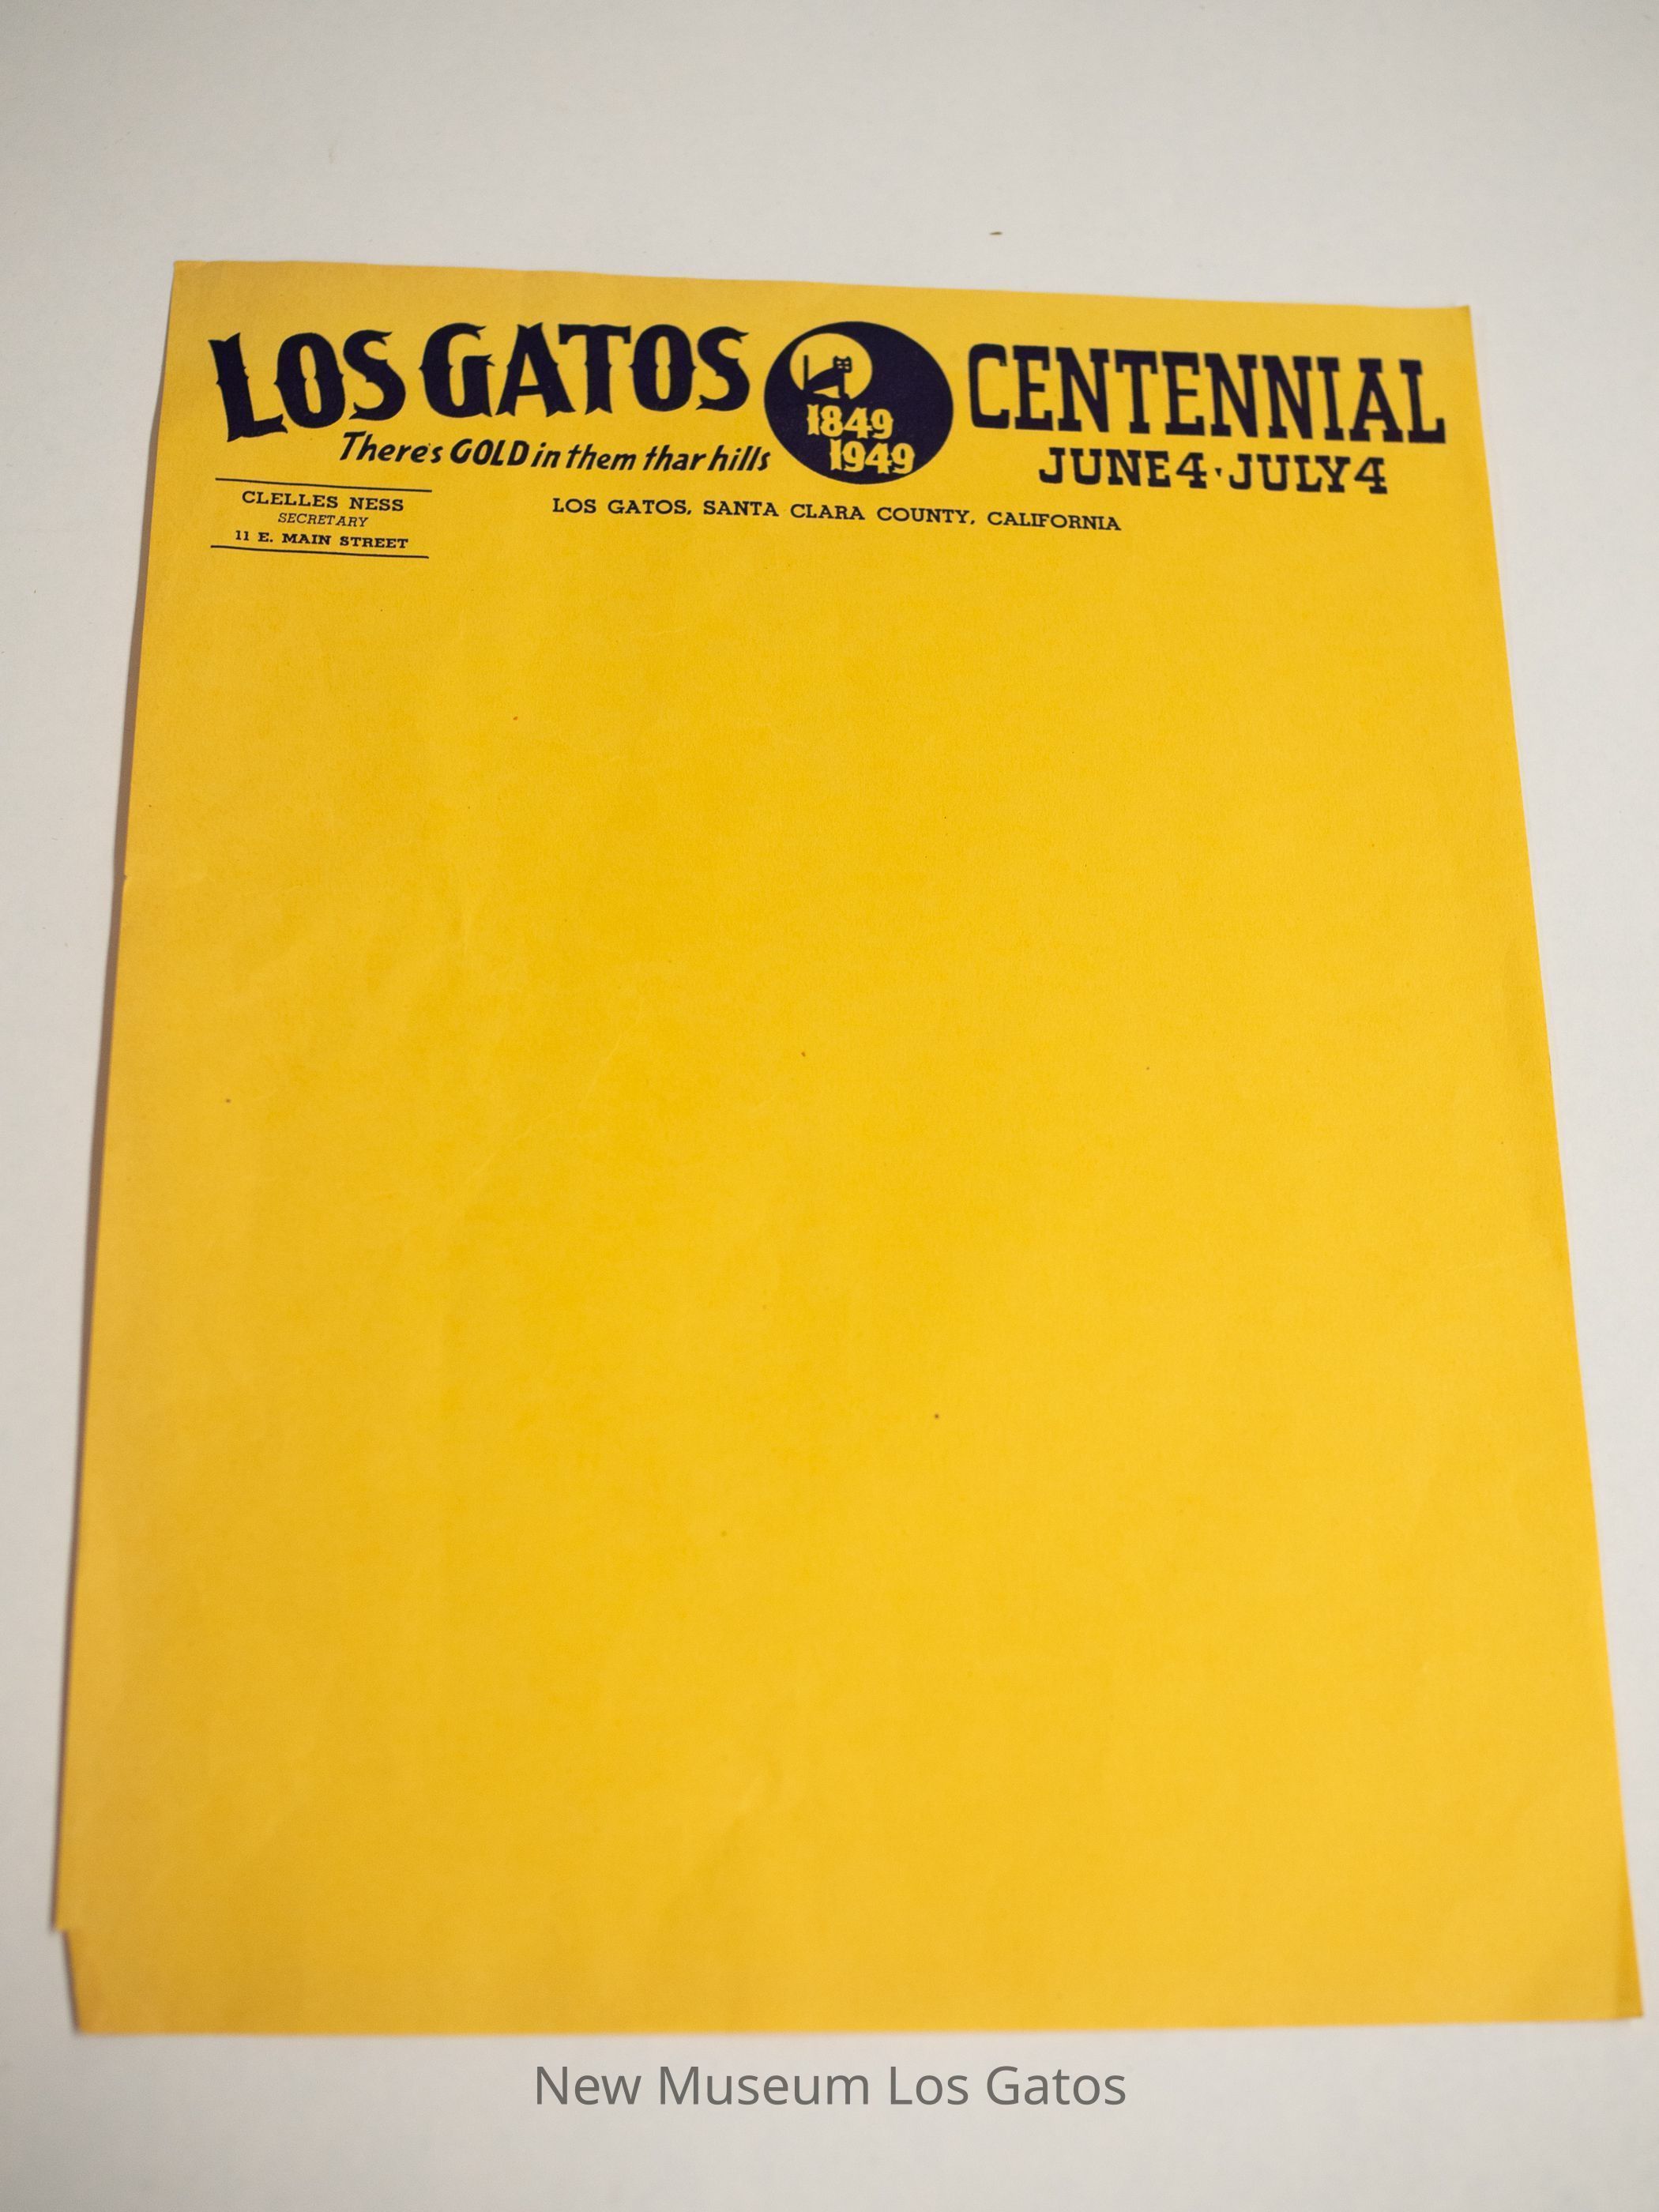 LOS GATOS
CENTENNIAL
1849
1949
There's GOLD in them thar hills
JUNE 4 · JULY 4
CLELLES NESS
SECRETARY
11 E. MAIN STREET
LOS GATOS, SANTA CLARA COUNTY, CALIFORNIA
New Museum Los Gatos